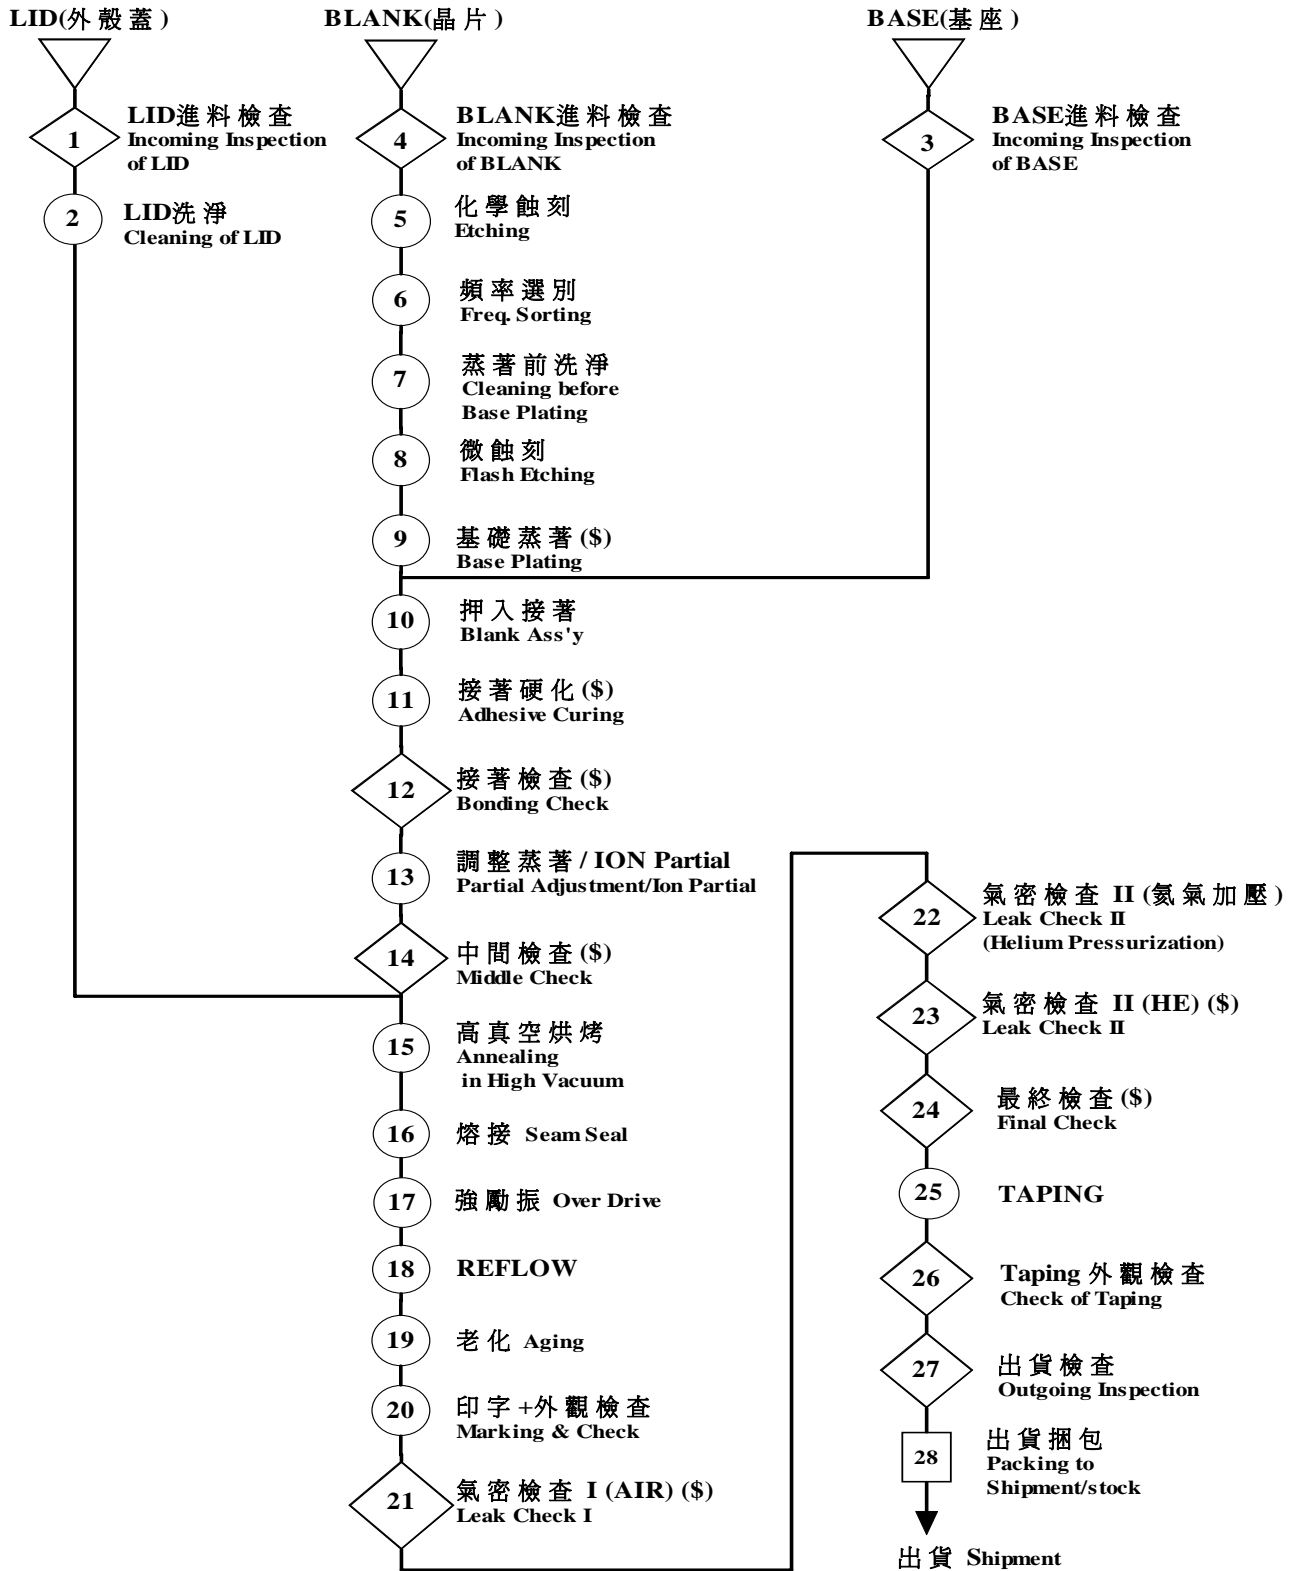 LID(外殼蓋)
BLANK(晶片)
BASE(基座)
1
LID進料檢查
Incoming Inspection
of LID
4
BLANK進料檢查
Incoming Inspection
of BLANK
3
BASE進料檢查
Incoming Inspection
of BASE
2
LID洗淨
Cleaning of LID
5
化學蝕刻
Etching
6
頻率選別
Freq. Sorting
7
蒸著前洗淨
Cleaning before
Base Plating
8
微蝕刻
Flash Etching
9
基礎蒸著($)
Base Plating
10
押入接著
Blank Ass'y
11
接著硬化($)
Adhesive Curing
12
接著檢查($)
Bonding Check
13
調整蒸著/ ION Partial
Partial Adjustment/Ion Partial
14
中間檢查($)
Middle Check
15
高真空烘烤
Annealing
in High Vacuum
16
熔接 Seam Seal
17
強勵振 Over Drive
18
REFLOW
19
老化 Aging
20
印字+外觀檢查
Marking & Check
21
氣密檢查 I (AIR) ($)
Leak Check I
22
氣密檢查 II (氦氣加壓)
Leak Check II
(Helium Pressurization)
23
氣密檢查 II (HE) ($)
Leak Check II
24
最終檢查($)
Final Check
25
TAPING
26
Taping 外觀檢查
Check of Taping
27
出貨檢查
Outgoing Inspection
28
出貨捆包
Packing to
Shipment/stock
出貨 Shipment